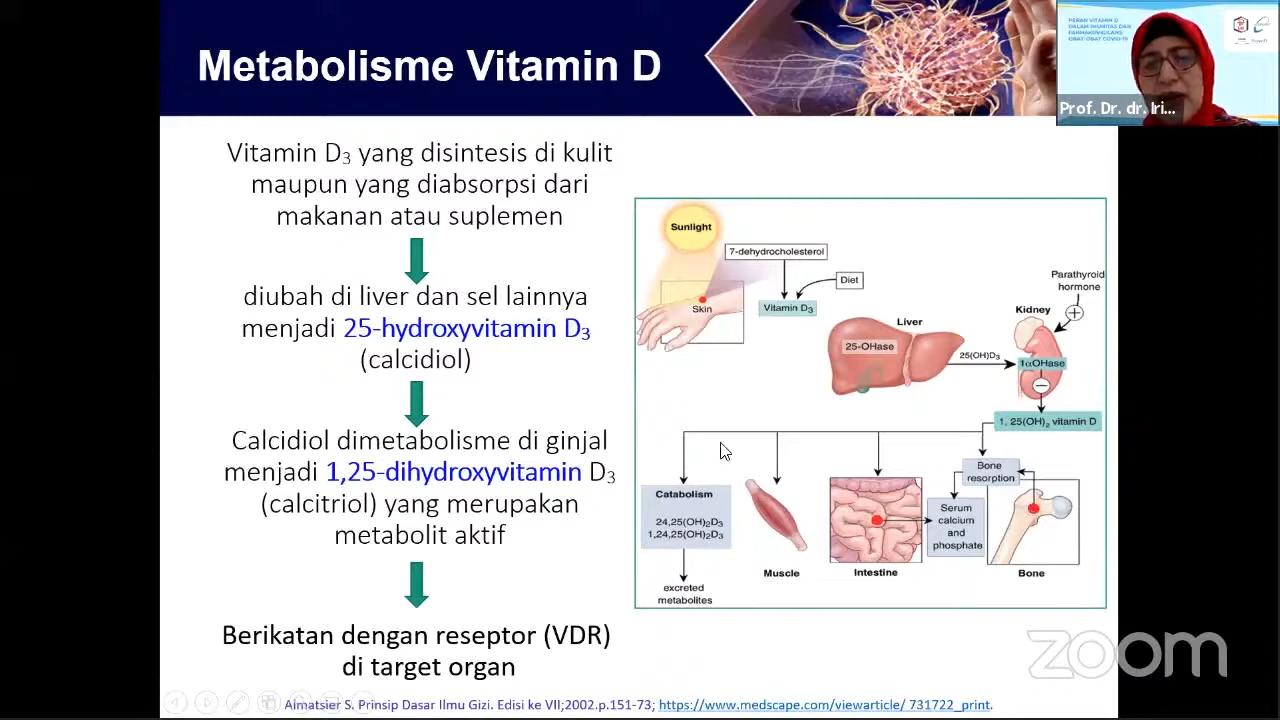 Metabolisme Vitamin D
PERAN VITAMIN D
DALAM IMUNITAS DAN
FARMAKOVIGILANS
OBAT-OBAT COVID-19
Prof. Dr. dr. Iri...
Vitamin D₃ yang disintesis di kulit
maupun yang diabsorpsi dari
makanan atau suplemen
diubah di liver dan sel lainnya
menjadi 25-hydroxyvitamin D₃
(calcidiol)
Calcidiol dimetabolisme di ginjal
menjadi 1,25-dihydroxyvitamin D₃
(calcitriol) yang merupakan
metabolit aktif
Berikatan dengan reseptor (VDR)
di target organ
Sunlight
7-dehydrocholesterol
Diet
Skin
Vitamin D₃
Parathyroid
hormone
Liver
Kidney
25-OHase
25(OH)D₃
1αOHase
1, 25(OH)₂ vitamin D
Bone
resorption
Catabolism
24,25(OH)₂D₃
1,24,25(OH)₂D₃
Serum
calcium
and
phosphate
Muscle
Intestine
Bone
excreted
metabolites
zoom
Almatsier S. Prinsip Dasar Ilmu Gizi. Edisi ke VII;2002.p.151-73; https://www.medscape.com/viewarticle/ 731722_print.